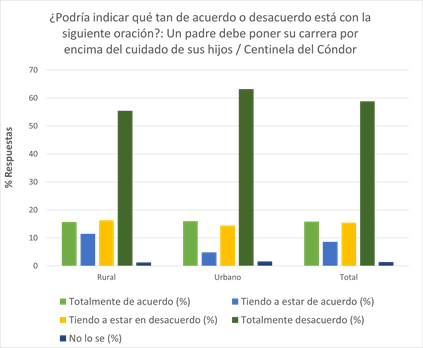 ¿Podría indicar qué tan de acuerdo o desacuerdo está con la
siguiente oración?: Un padre debe poner su carrera por
encima del cuidado de sus hijos / Centinela del Cóndor
70
60
50
40
30
20
10
0
% Respuestas
Rural Urbano Total
Totalmente de acuerdo (%) Tiendo a estar de acuerdo (%)
Tiendo a estar en desacuerdo (%) Totalmente desacuerdo (%)
No lo se (%)